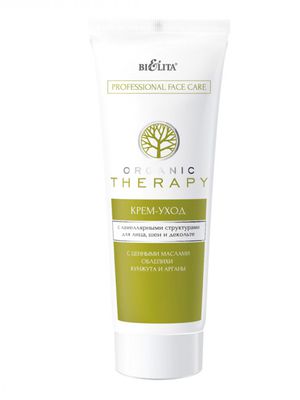 BIELITA
PROFESSIONAL FACE CARE
ORGANIC
THERAPY
КРЕМ-УХОД
с ламеллярными структурами
для лица, шеи и декольте
С ЦЕННЫМИ МАСЛАМИ
ОБЛЕПИХИ
КУНЖУТА И АРГАНЫ